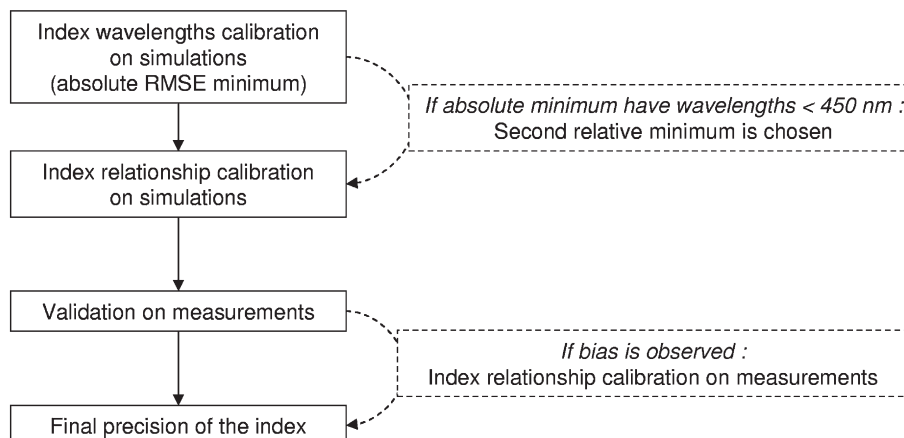 Index wavelengths calibration
on simulations
(absolute RMSE minimum)
If absolute minimum have wavelengths < 450 nm :
Second relative minimum is chosen
Index relationship calibration
on simulations
Validation on measurements
If bias is observed :
Index relationship calibration on measurements
Final precision of the index